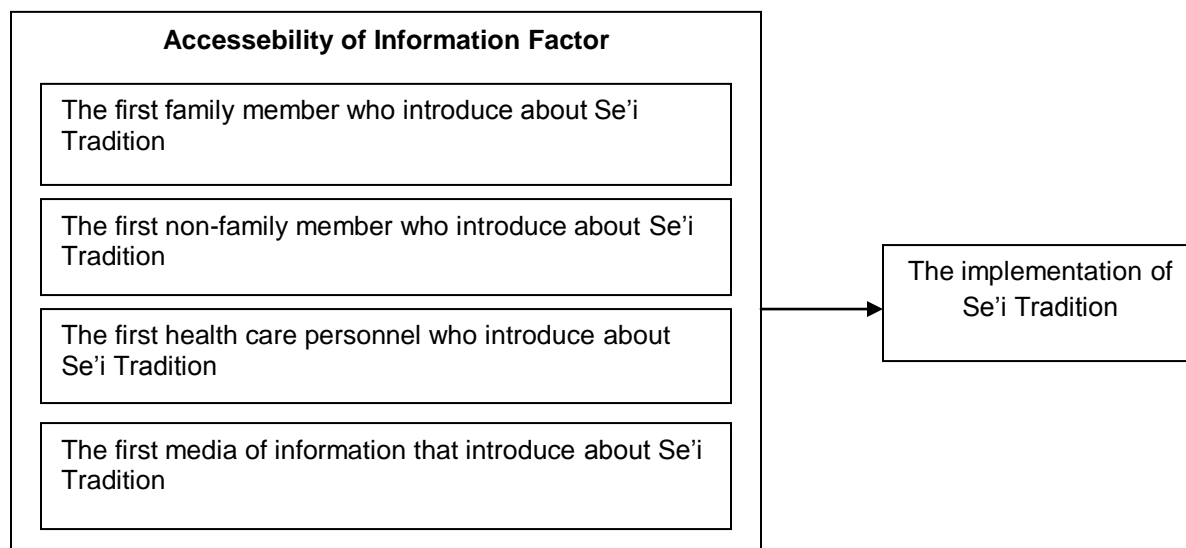 Accessebility of Information Factor
The first family member who introduce about Se’i
Tradition
The first non-family member who introduce about Se’i
Tradition
The first health care personnel who introduce about
Se’i Tradition
The first media of information that introduce about Se’i
Tradition
The implementation of
Se’i Tradition